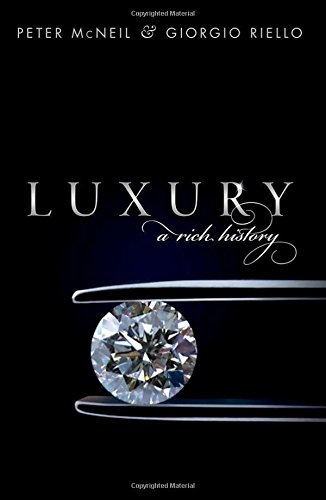 PETER McNEIL & GIORGIO RIELLO
LUXURY
a rich history